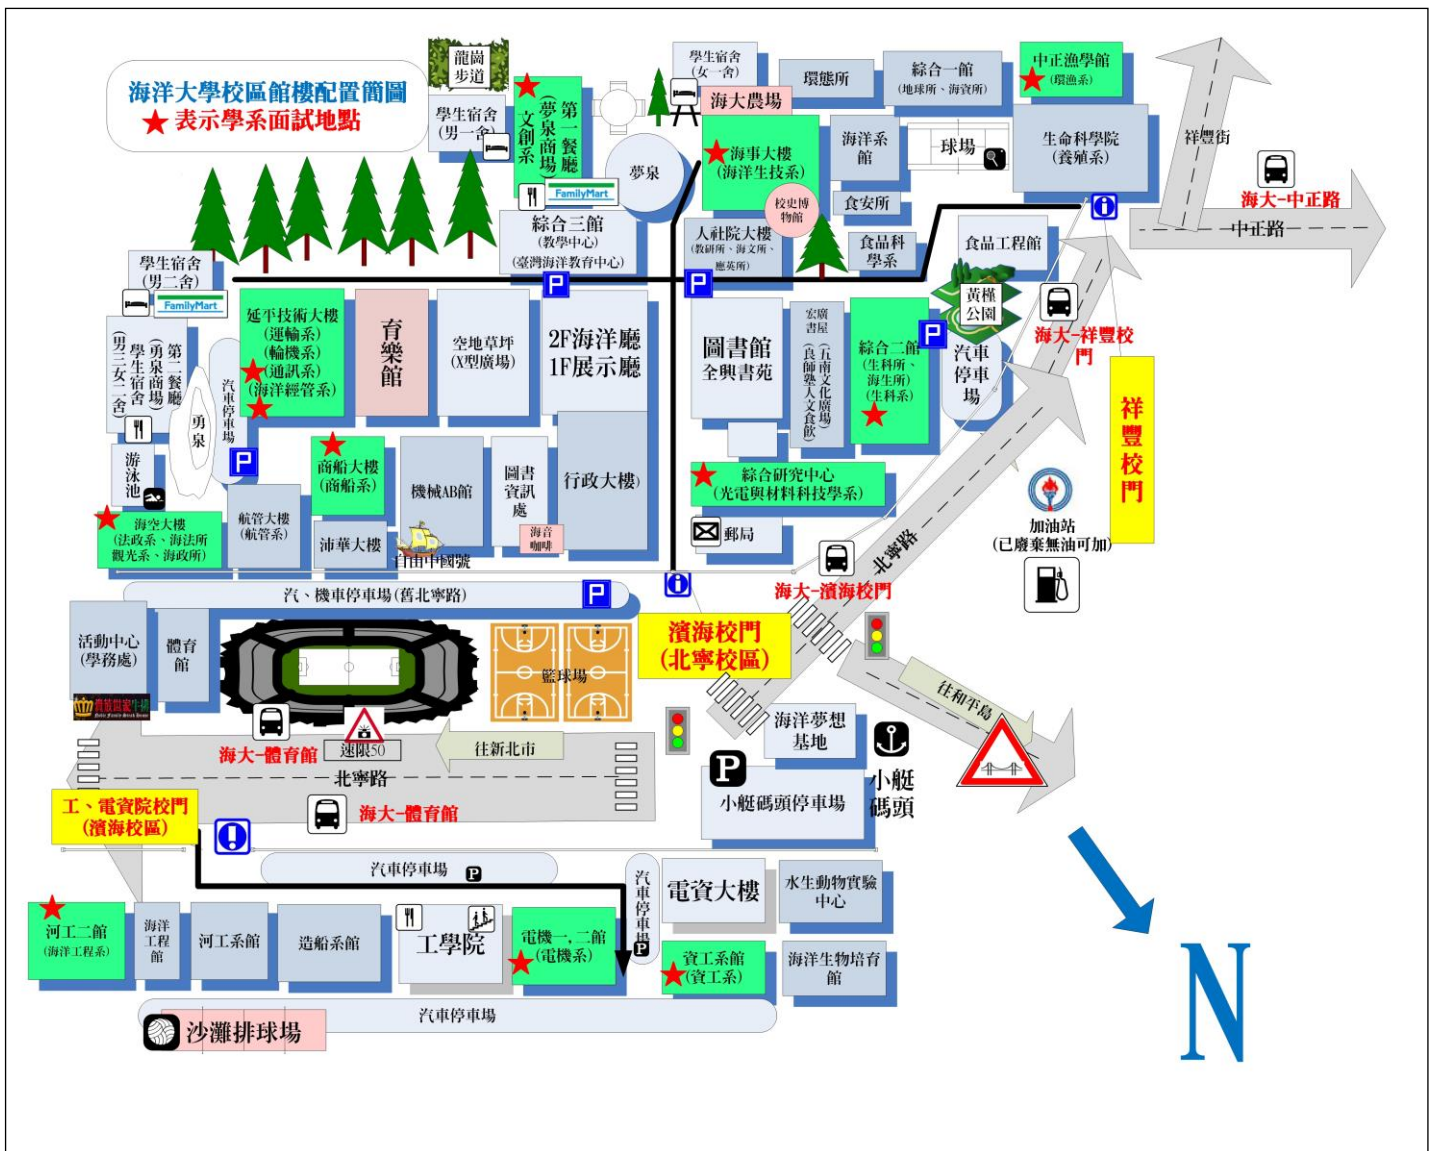 海洋大學校區館樓配置簡圖
★ 表示學系面試地點
龍崗
步道
學生宿舍
(男一舍)
第一餐廳
(夢泉商場)
文創系
FamilyMart
夢泉
學生宿舍
(女一舍)
海大農場
環態所
綜合一館
(地球所、海資所)
中正漁學館
(環漁系)
海事大樓
(海洋生技系)
校史博
物館
海洋系
館
球場
生命科學院
(養殖系)
食安所
祥豐街
海大-中正路
中正路
綜合三館
(教學中心)
(臺灣海洋教育中心)
P
人社院大樓
(教研所、海文所、
應英所)
P
食品科
學系
食品工程館
學生宿舍
(男二舍)
FamilyMart
延平技術大樓
(運輸系)
(輪機系)
(通訊系)
(海洋經管系)
育樂館
空地草坪
(X型廣場)
2F海洋廳
1F展示廳
圖書館
全興書苑
宏廣書屋
(五南文化廣場)
(良師塾人文食飲)
綜合二館
(生科所、
海生所)
(生科系)
P
黃槿
公園
汽車停車場
海大-祥豐校
門
祥豐校門
第二餐廳
(勇泉商場)
學生宿舍
(男三女二舍)
勇泉
汽車停車場
P
游泳池
商船大樓
(商船系)
機械AB館
圖書
資訊
處
行政大樓)
海音
咖啡
綜合研究中心
(光電與材料科技學系)
郵局
海空大樓
(法政系、海法所
觀光系、海政所)
航管大樓
(航管系)
沛華大樓
自由中國號
北寧路
加油站
(已廢棄無油可加)
海大-濱海校門
汽、機車停車場(舊北寧路)
P
活動中心
(學務處)
體育
館
籃球場
濱海校門
(北寧校區)
往和平島
海大-體育館
速限50
往新北市
北寧路
海大-體育館
海洋夢想
基地
P
小艇碼頭停車場
小艇
碼頭
工、電資院校門
(濱海校區)
汽車停車場 P
汽車停車場
P
電資大樓
水生動物實驗
中心
河工二館
(海洋工程系)
海洋
工程
館
河工系館
造船系館
工學院
電機一,二館
(電機系)
資工系館
(資工系)
海洋生物培育
館
汽車停車場
沙灘排球場
N